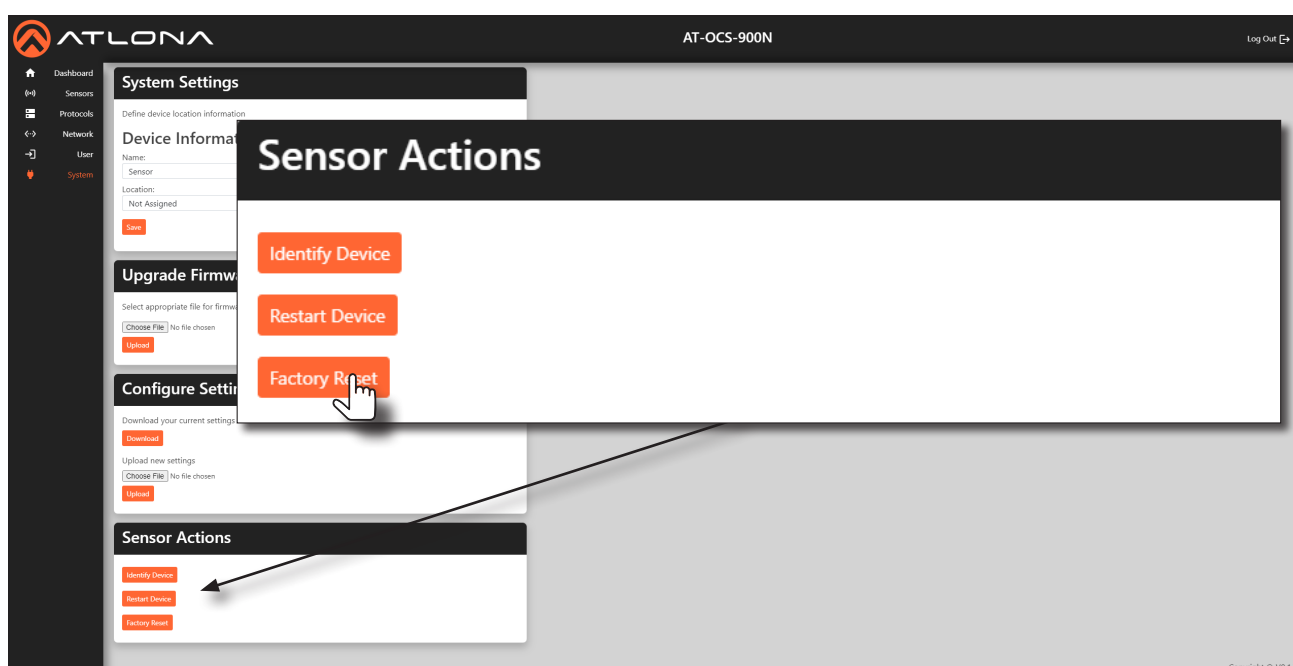 ATLONA
AT-OCS-900N
Log Out
Dashboard
Sensors
Protocols
Network
User
System
System Settings
Define device location information
Device Informat
Name:
Sensor
Location:
Not Assigned
Save
Upgrade Firmw
Select appropriate file for firmw
Choose File No file chosen
Upload
Configure Settin
Download your current settings
Download
Upload new settings
Choose File No file chosen
Upload
Sensor Actions
Identify Device
Restart Device
Factory Reset
Sensor Actions
Identify Device
Restart Device
Factory Reset